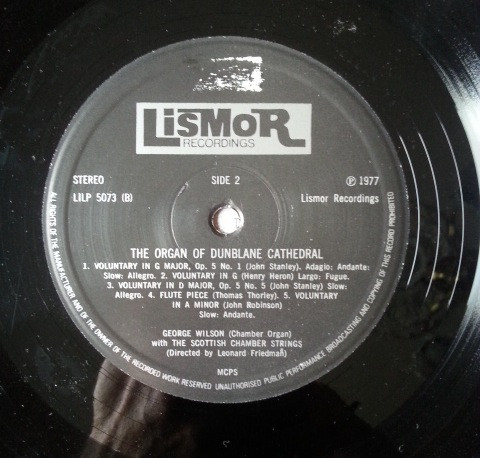 LISMOR
RECORDINGS
STEREO
SIDE 2
℗ 1977
LILP 5073 (B)
Lismor Recordings
THE ORGAN OF DUNBLANE CATHEDRAL
1. VOLUNTARY IN G MAJOR, Op. 5 No. 1 (John Stanley). Adagio: Andante:
Slow: Allegro. 2. VOLUNTARY IN G (Henry Heron) Largo: Fugue.
3. VOLUNTARY IN D MAJOR, Op. 5 No. 5 (John Stanley) Slow:
Allegro. 4. FLUTE PIECE (Thomas Thorley). 5. VOLUNTARY
IN A MINOR (John Robinson)
Slow: Andante.
GEORGE WILSON (Chamber Organ)
with THE SCOTTISH CHAMBER STRINGS
(Directed by Leonard Friedman)
MCPS
ALL RIGHTS OF THE MANUFACTURER AND OF THE OWNER OF THE RECORDED WORK RESERVED UNAUTHORISED PUBLIC PERFORMANCE BROADCASTING AND COPYING OF THIS RECORD PROHIBITED